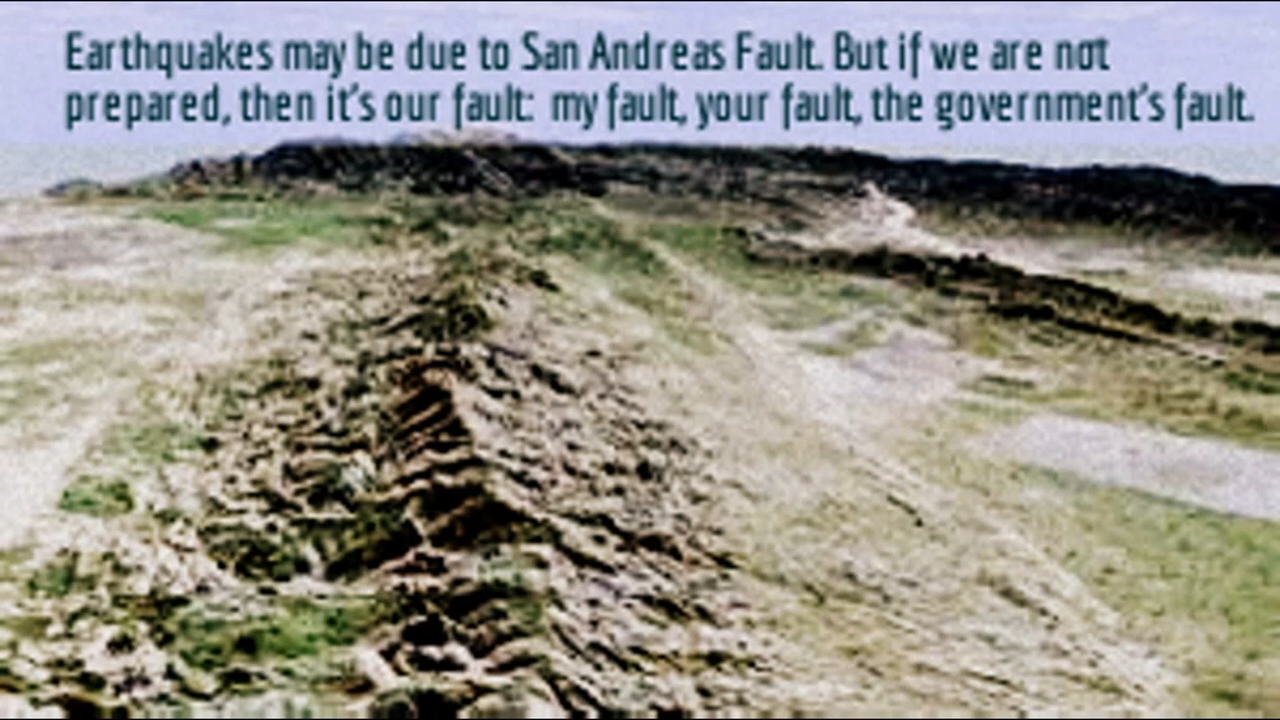 Earthquakes may be due to San Andreas Fault. But if we are not
prepared, then it's our fault: my fault, your fault, the government's fault.